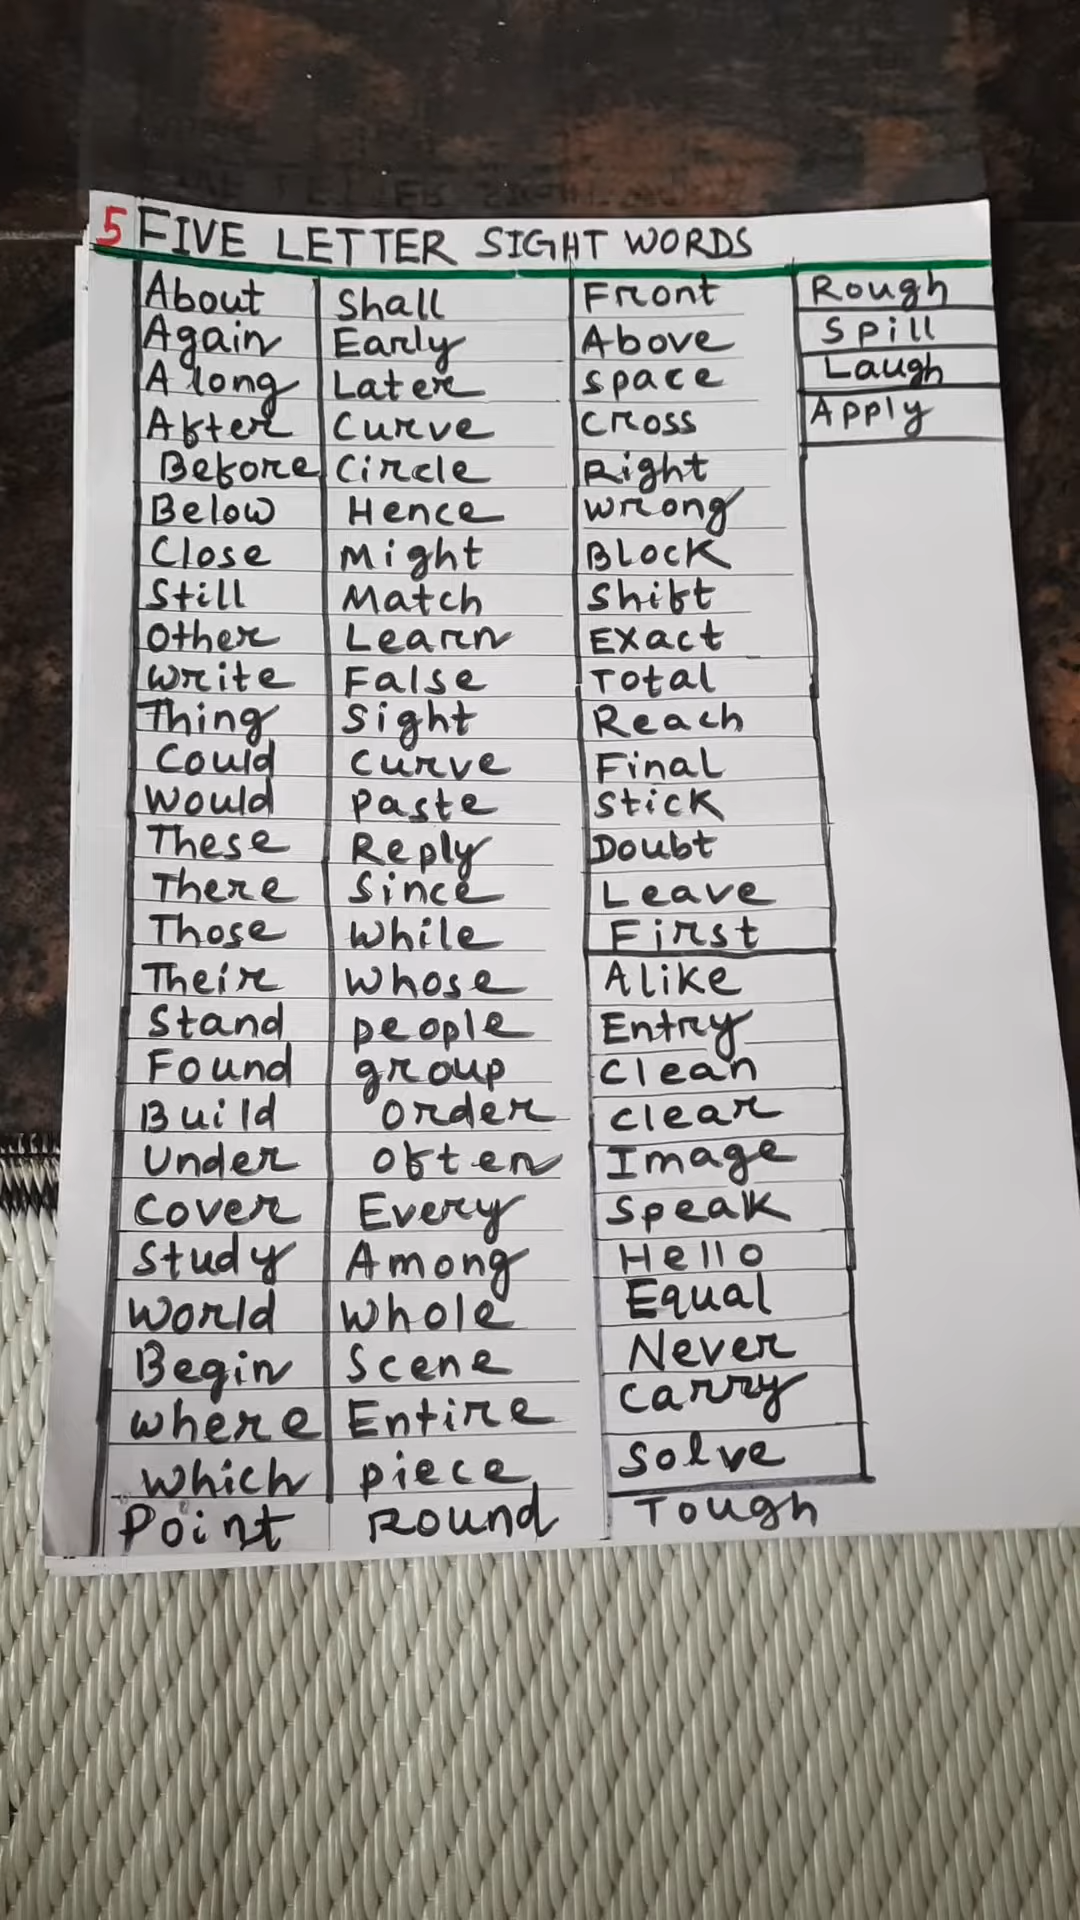 5 FIVE LETTER SIGHT WORDS
About Shall Front Rough
Again Early Above Spill
A long Later Space Laugh
After Curve Cross Apply
Before Circle Right
Below Hence Wrong
Close Might Block
Still Match Shift
Other Learn Exact
Write False Total
Thing Sight Reach
Could Curve Final
Would Paste Stick
These Reply Doubt
There Since Leave
Those While First
Their Whose Alike
Stand people Entry
Found group Clean
Build Order Clear
Under Often Image
Cover Every Speak
Study Among Hello
World Whole Equal
Begin Scene Never
Where Entire Carry
Which piece Solve
Point Round Tough